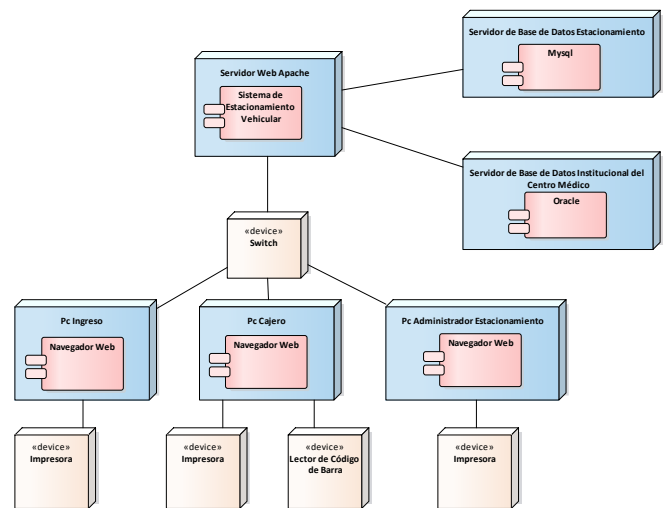 Servidor de Base de Datos Estacionamiento
Mysql
Servidor Web Apache
Sistema de
Estacionamiento
Vehicular
Servidor de Base de Datos Institucional del
Centro Médico
Oracle
«device»
Switch
Pc Ingreso
Navegador Web
Pc Cajero
Navegador Web
Pc Administrador Estacionamiento
Navegador Web
«device»
Impresora
«device»
Impresora
«device»
Lector de Código
de Barra
«device»
Impresora